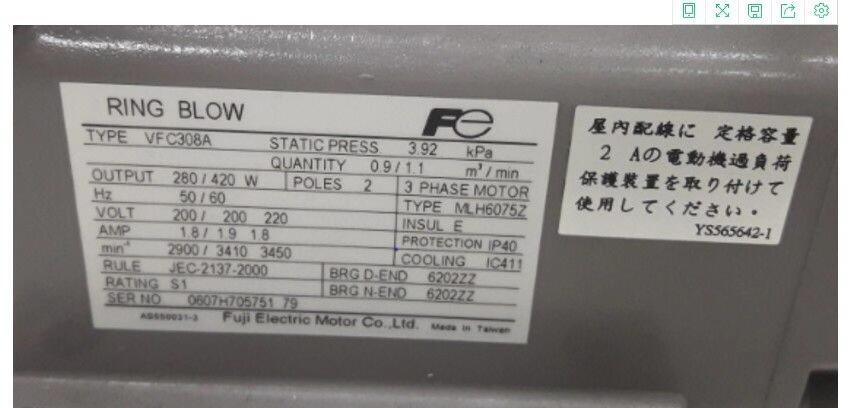 RING BLOW
Fe
TYPE VFC308A
STATIC PRESS 3.92 kPa
QUANTITY 0.9 / 1.1 m³ / min
OUTPUT 280 / 420 W
POLES 2
3 PHASE MOTOR
Hz 50 / 60
TYPE MLH6075Z
VOLT 200 / 200 220
INSUL E
AMP 1.8 / 1.9 1.8
PROTECTION IP40
min⁻¹ 2900 / 3410 3450
COOLING IC411
RULE JEC-2137-2000
BRG D-END 6202ZZ
RATING S1
BRG N-END 6202ZZ
SER NO 0607H705751 79
AS550031-3 Fuji Electric Motor Co.,Ltd. Made in Taiwan
屋内配線に 定格容量
2 Aの電動機過負荷
保護装置を取り付けて
使用してください。
YS565642-1